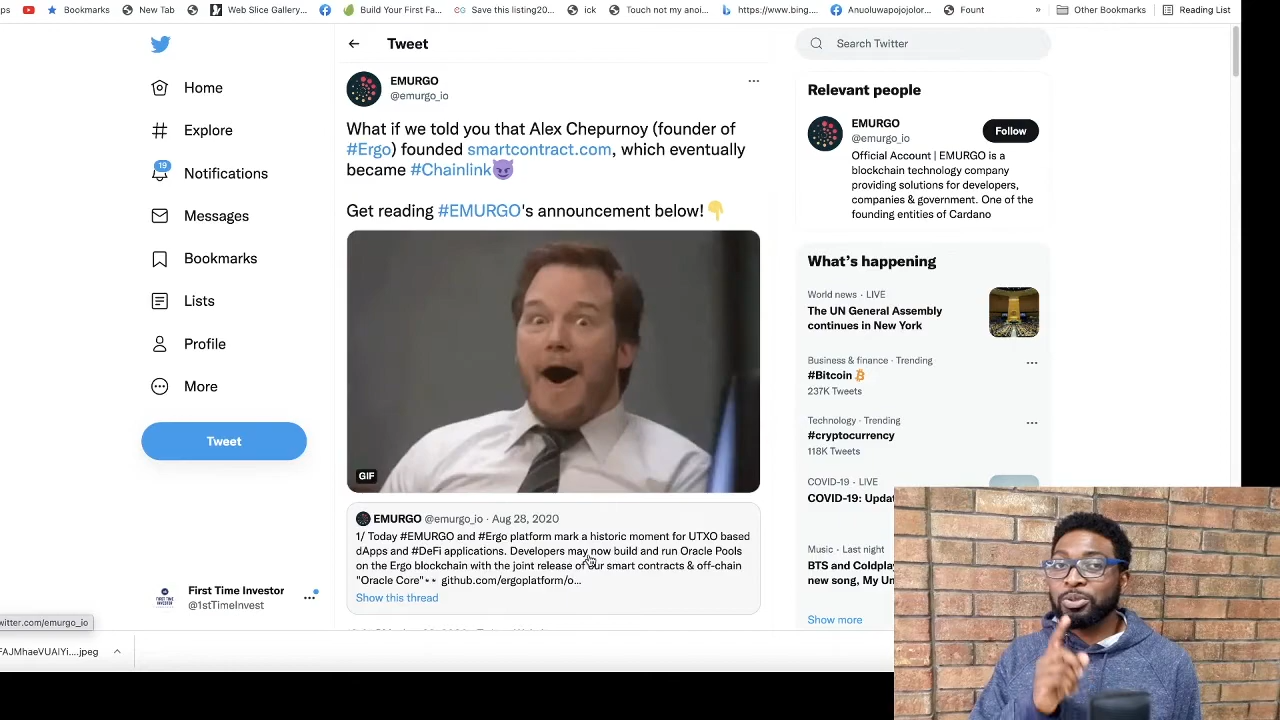 ps Bookmarks New Tab Web Slice Gallery... Build Your First Fa... Save this listing20... ick Touch not my anoi... https://www.bing.... Anuoluwapojojolor... Fount » Other Bookmarks Reading List
Tweet
Search Twitter
Home
Explore
19
Notifications
Messages
Bookmarks
Lists
Profile
More
Tweet
First Time Investor
@1stTimeInvest
EMURGO
@emurgo_io
What if we told you that Alex Chepurnoy (founder of
#Ergo) founded smartcontract.com, which eventually
became #Chainlink😈
Get reading #EMURGO's announcement below!👇
GIF
EMURGO @emurgo_io · Aug 28, 2020
1/ Today #EMURGO and #Ergo platform mark a historic moment for UTXO based
dApps and #DeFi applications. Developers may now build and run Oracle Pools
on the Ergo blockchain with the joint release of our smart contracts & off-chain
"Oracle Core" github.com/ergoplatform/o...
Show this thread
Relevant people
EMURGO
@emurgo_io
Follow
Official Account | EMURGO is a
blockchain technology company
providing solutions for developers,
companies & government. One of the
founding entities of Cardano
What's happening
World news · LIVE
The UN General Assembly
continues in New York
Business & finance · Trending
#Bitcoin
237K Tweets
Technology · Trending
#cryptocurrency
118K Tweets
COVID-19 · LIVE
COVID-19: Upda
Music · Last night
BTS and Coldplay
new song, My Un
Show more
witter.com/emurgo_io
FAJMhaeVUAIYi....jpeg